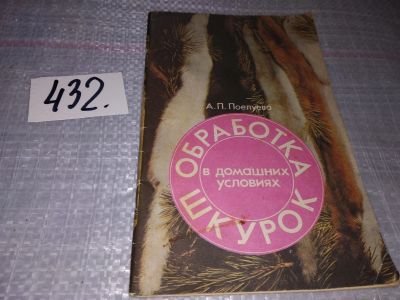 432.
А. П. Поелуева
ОБРАБОТКА
в домашних
условиях
ШКУРОК